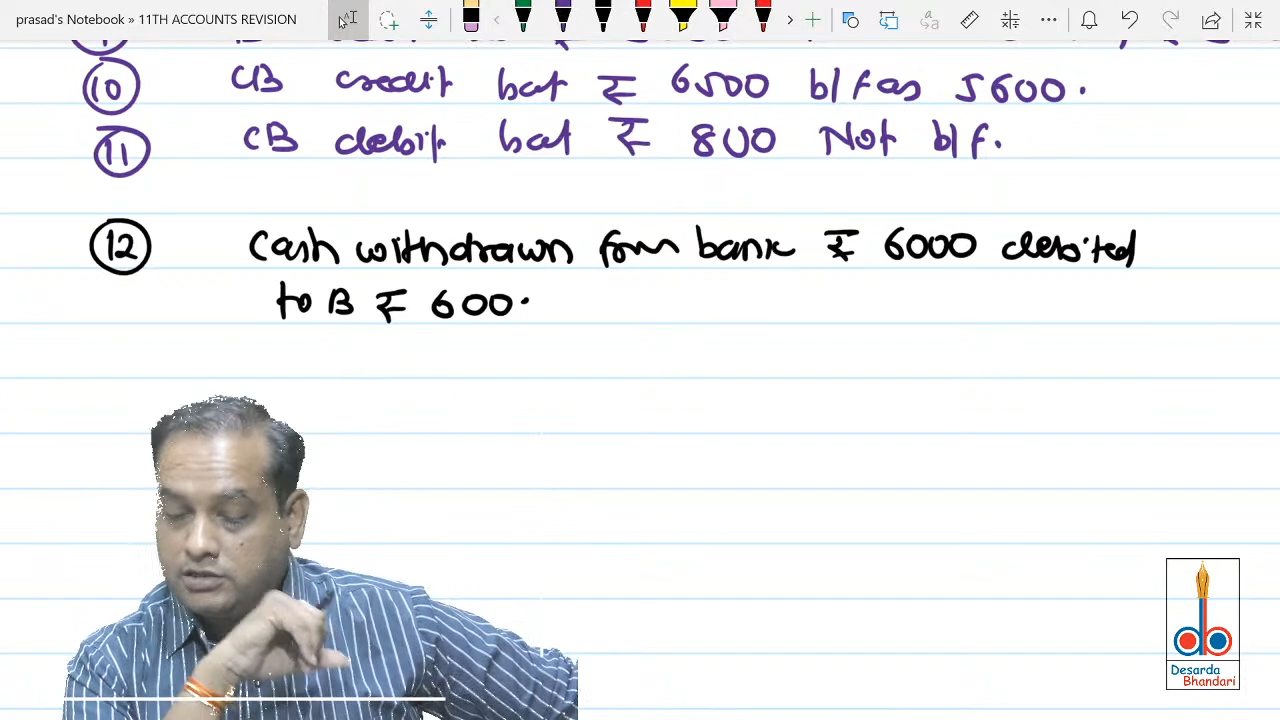 prasad's Notebook » 11TH ACCOUNTS REVISION
10 CB credit bal ₹ 6500 b/f as 5600.
11 CB debit bal ₹ 800 Not b/f.
12 Cash withdrawn from bank ₹ 6000 debited
to B ₹ 600.
Desarda
Bhandari